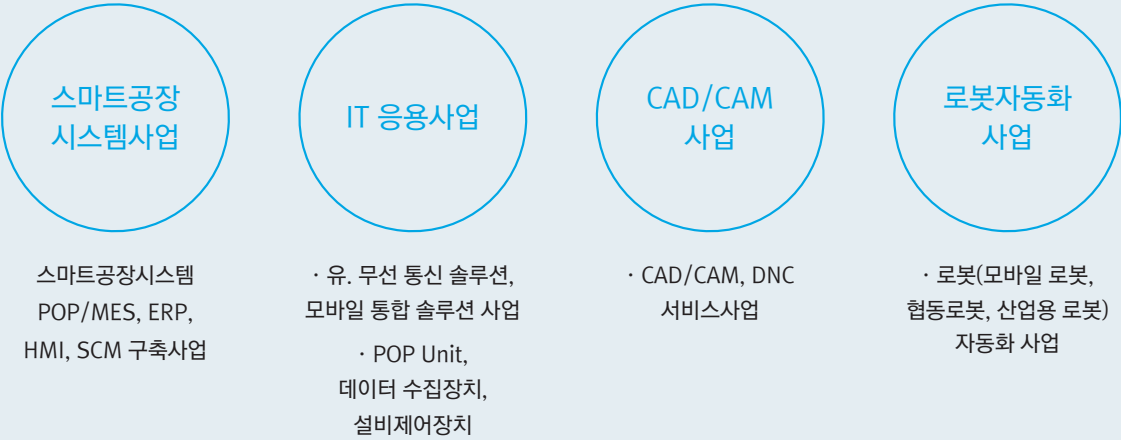 스마트공장
시스템사업
스마트공장시스템
POP/MES, ERP,
HMI, SCM 구축사업
IT 응용사업
· 유. 무선 통신 솔루션,
모바일 통합 솔루션 사업
· POP Unit,
데이터 수집장치,
설비제어장치
CAD/CAM
사업
· CAD/CAM, DNC
서비스사업
로봇자동화
사업
· 로봇(모바일 로봇,
협동로봇, 산업용 로봇)
자동화 사업